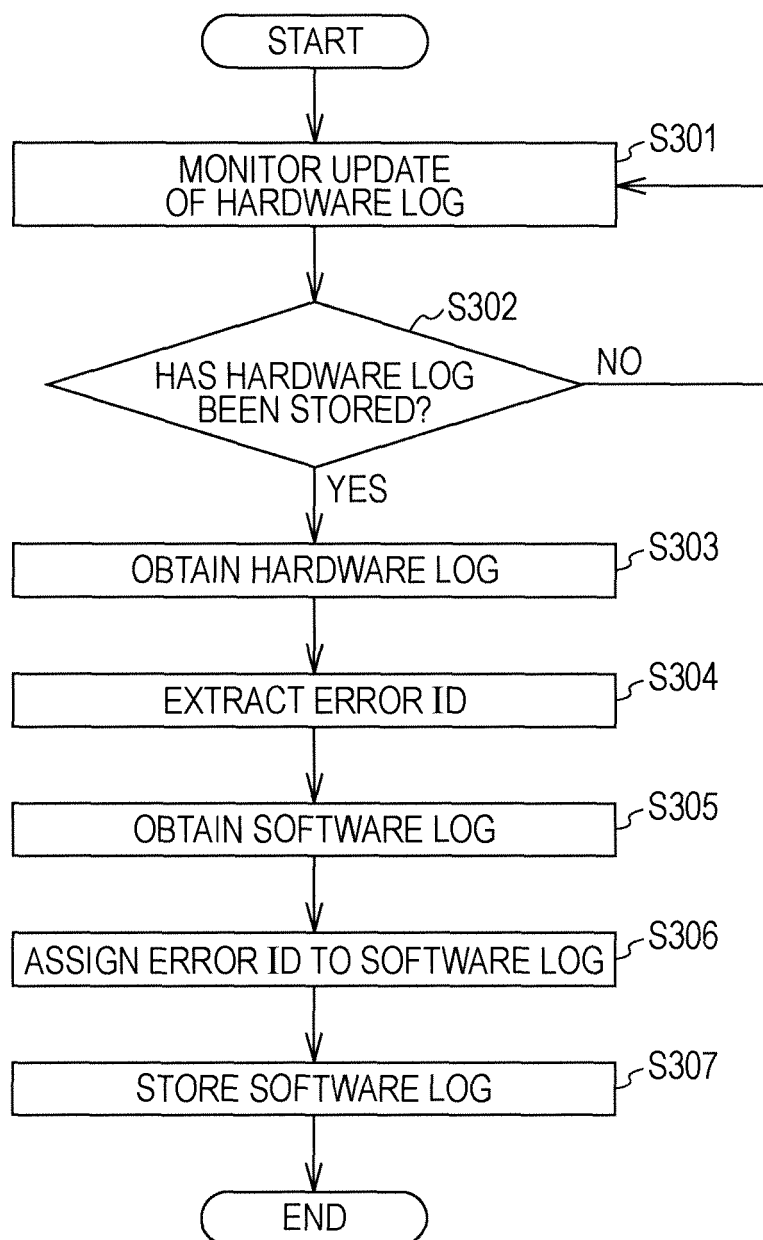 START
S301
MONITOR UPDATE
OF HARDWARE LOG
S302
HAS HARDWARE LOG
BEEN STORED?
NO
YES
S303
OBTAIN HARDWARE LOG
S304
EXTRACT ERROR ID
S305
OBTAIN SOFTWARE LOG
S306
ASSIGN ERROR ID TO SOFTWARE LOG
S307
STORE SOFTWARE LOG
END